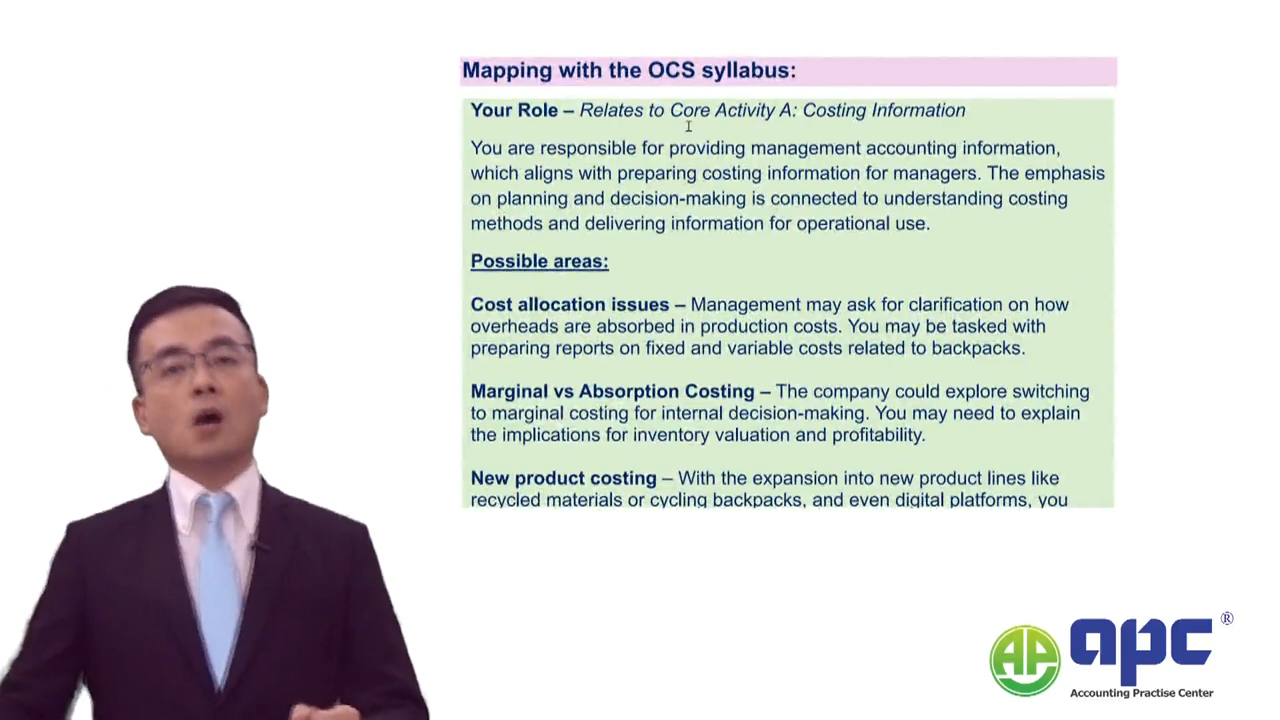 Mapping with the OCS syllabus:
Your Role – Relates to Core Activity A: Costing Information
You are responsible for providing management accounting information,
which aligns with preparing costing information for managers. The emphasis
on planning and decision-making is connected to understanding costing
methods and delivering information for operational use.
Possible areas:
Cost allocation issues – Management may ask for clarification on how
overheads are absorbed in production costs. You may be tasked with
preparing reports on fixed and variable costs related to backpacks.
Marginal vs Absorption Costing – The company could explore switching
to marginal costing for internal decision-making. You may need to explain
the implications for inventory valuation and profitability.
New product costing – With the expansion into new product lines like
recycled materials or cycling backpacks, and even digital platforms, you
AP apc ®
Accounting Practise Center